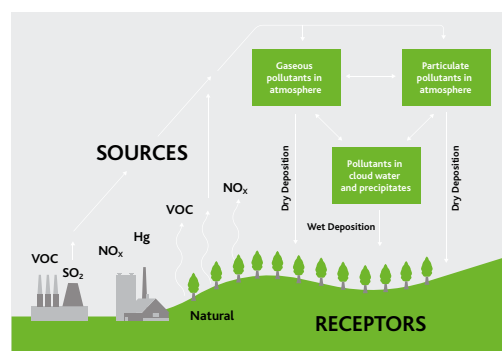 Gaseous
pollutants in
atmosphere
Particulate
pollutants in
atmosphere
SOURCES
Dry Deposition
Pollutants in
cloud water
and precipitates
Dry Deposition
NOx
VOC
Wet Deposition
Hg
NOx
VOC
SO2
Natural
RECEPTORS